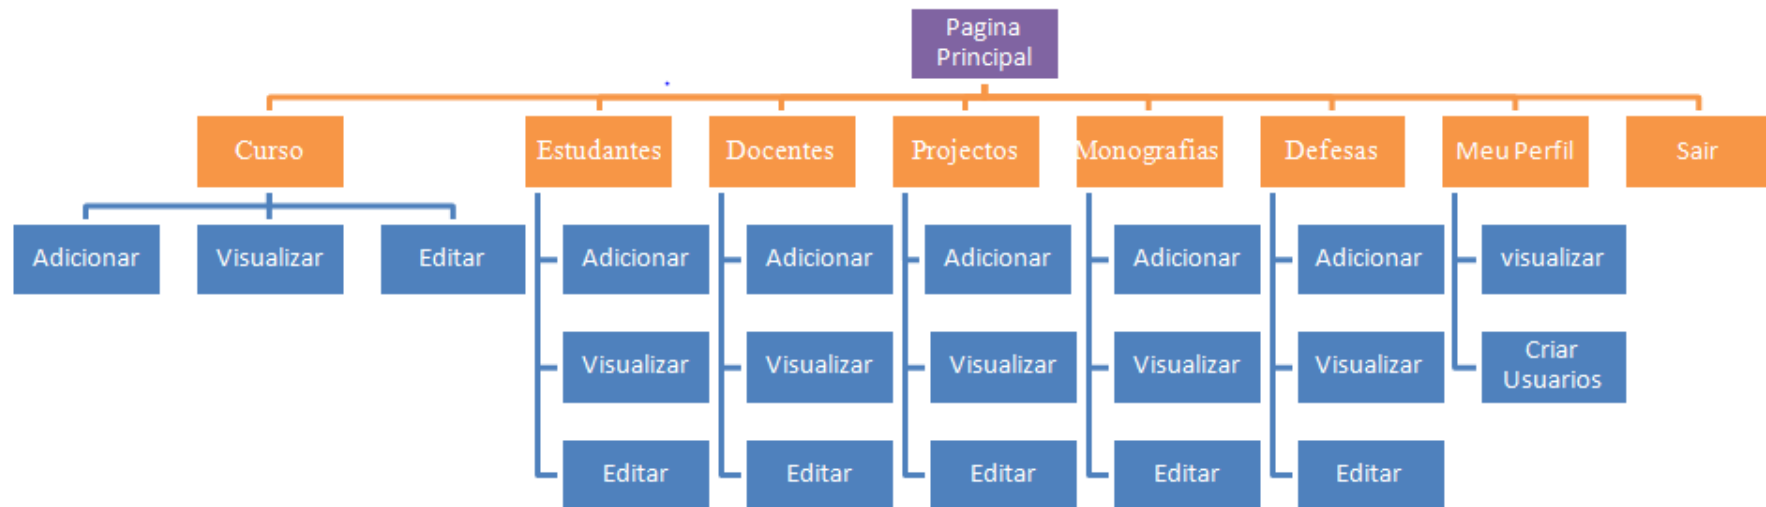 Pagina
Principal
Curso
Estudantes
Docentes
Projectos
Monografias
Defesas
Meu Perfil
Sair
Adicionar
Visualizar
Editar
Adicionar
Adicionar
Adicionar
Adicionar
Adicionar
visualizar
Visualizar
Visualizar
Visualizar
Visualizar
Visualizar
Criar
Usuarios
Editar
Editar
Editar
Editar
Editar